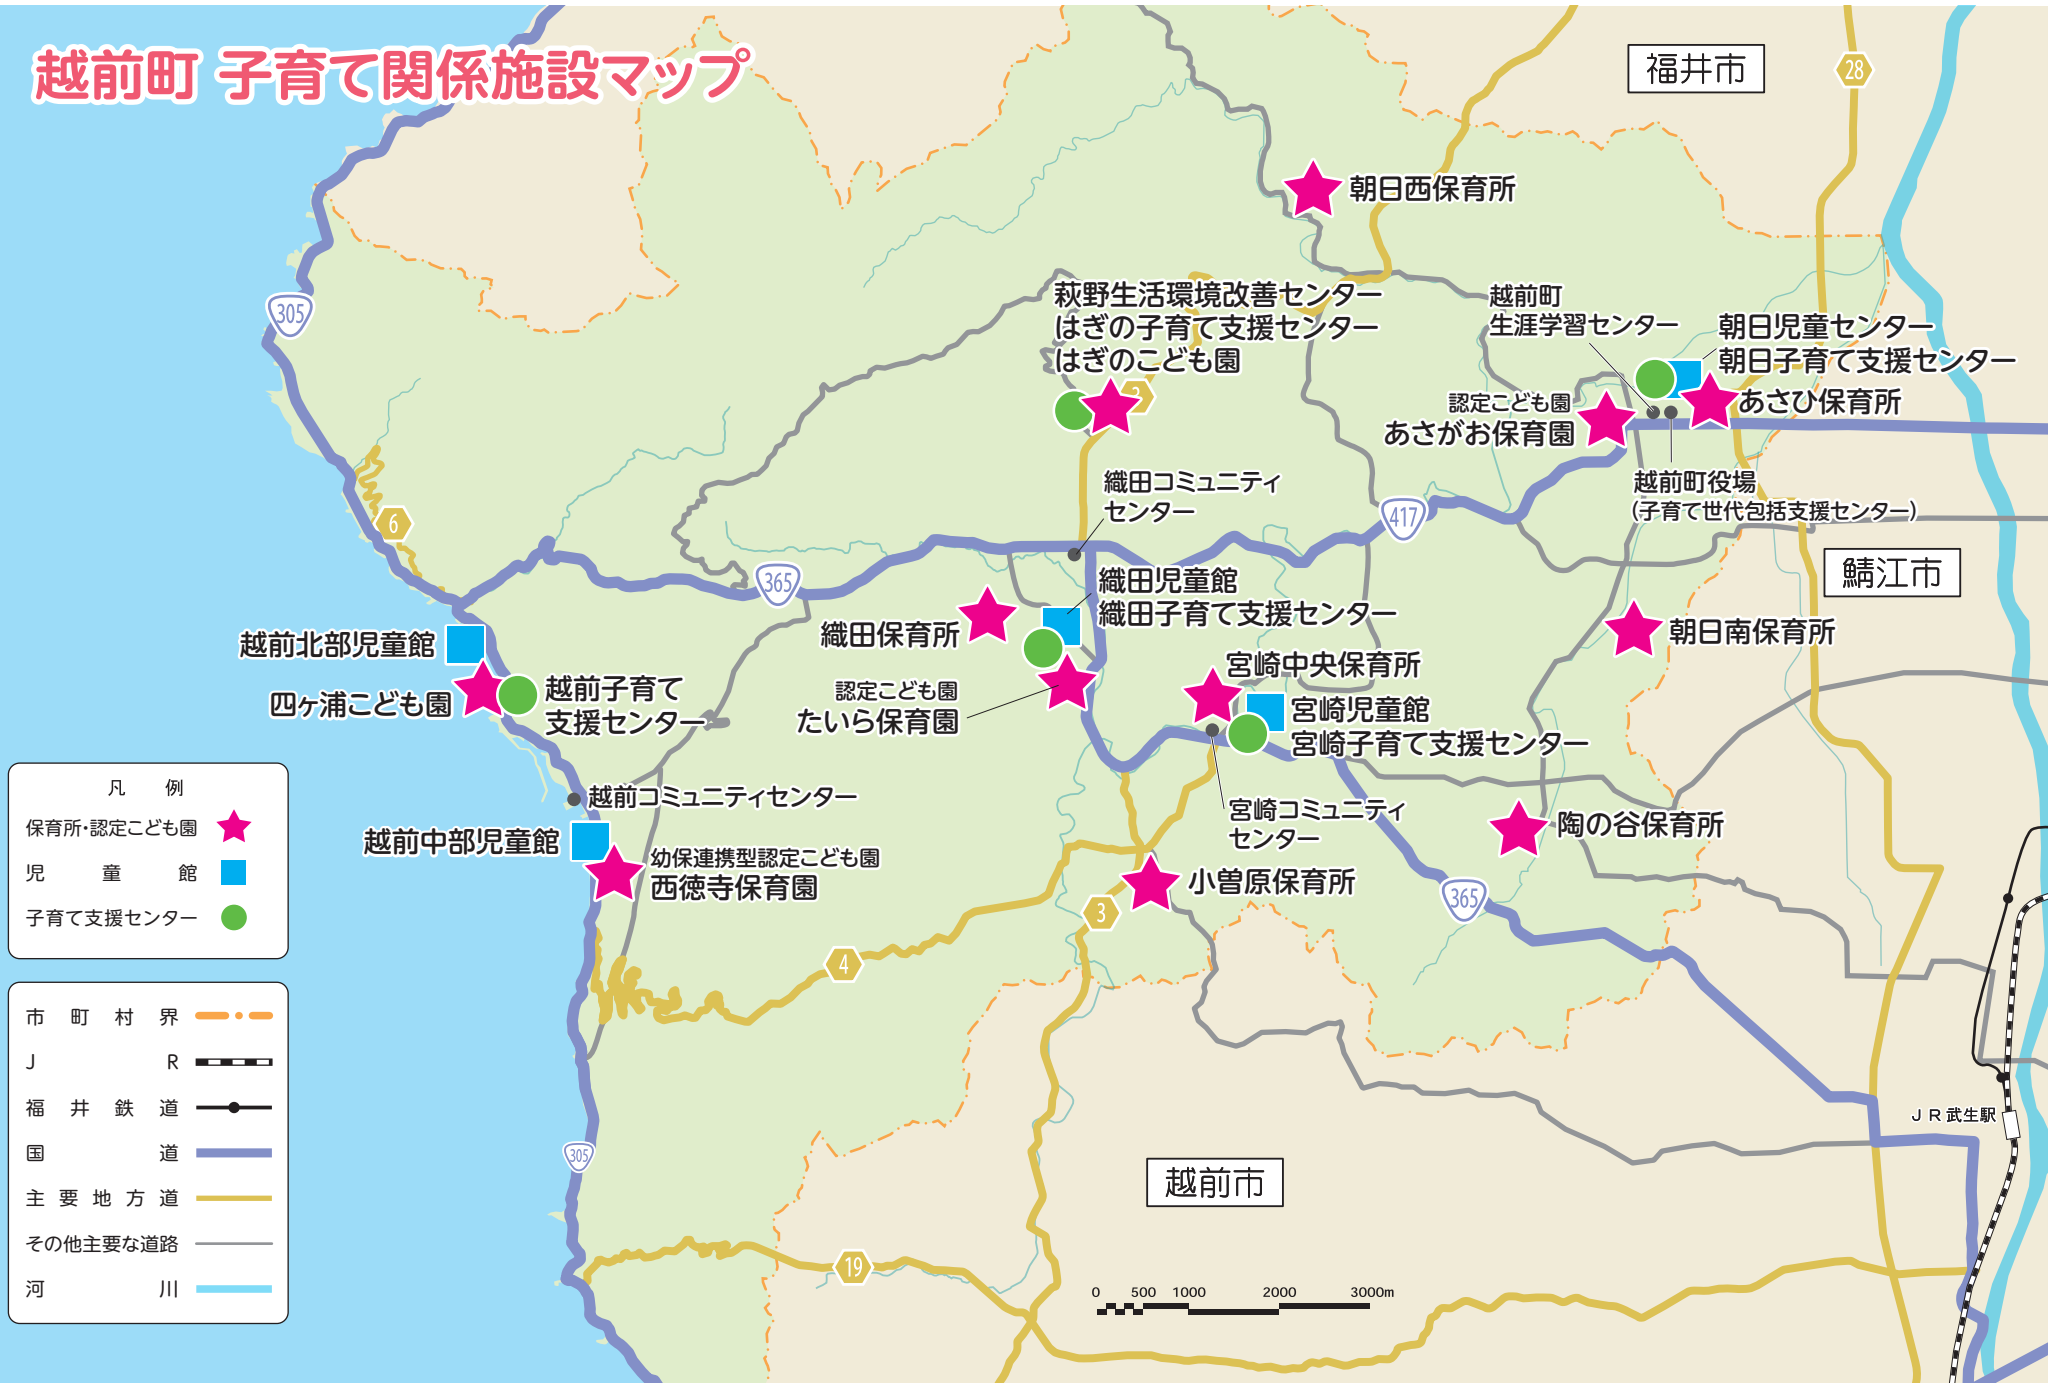 越前町 子育て関係施設マップ
福井市
28
朝日西保育所
305
萩野生活環境改善センター
はぎの子育て支援センター
はぎのこども園
2
越前町
生涯学習センター
朝日児童センター
朝日子育て支援センター
あさひ保育所
認定こども園
あさがお保育園
越前町役場
(子育て世代包括支援センター)
織田コミュニティ
センター
417
6
鯖江市
365
織田児童館
織田子育て支援センター
織田保育所
朝日南保育所
越前北部児童館
四ヶ浦こども園
越前子育て
支援センター
認定こども園
たいら保育園
宮崎中央保育所
宮崎児童館
宮崎子育て支援センター
越前コミュニティセンター
宮崎コミュニティ
センター
陶の谷保育所
越前中部児童館
幼保連携型認定こども園
西徳寺保育園
小曽原保育所
365
3
4
凡 例
保育所・認定こども園
児童館
子育て支援センター
市町村界
JR
福井鉄道
国道
主要地方道
その他主要な道路
河川
305
JR武生駅
越前市
19
0 500 1000 2000 3000m